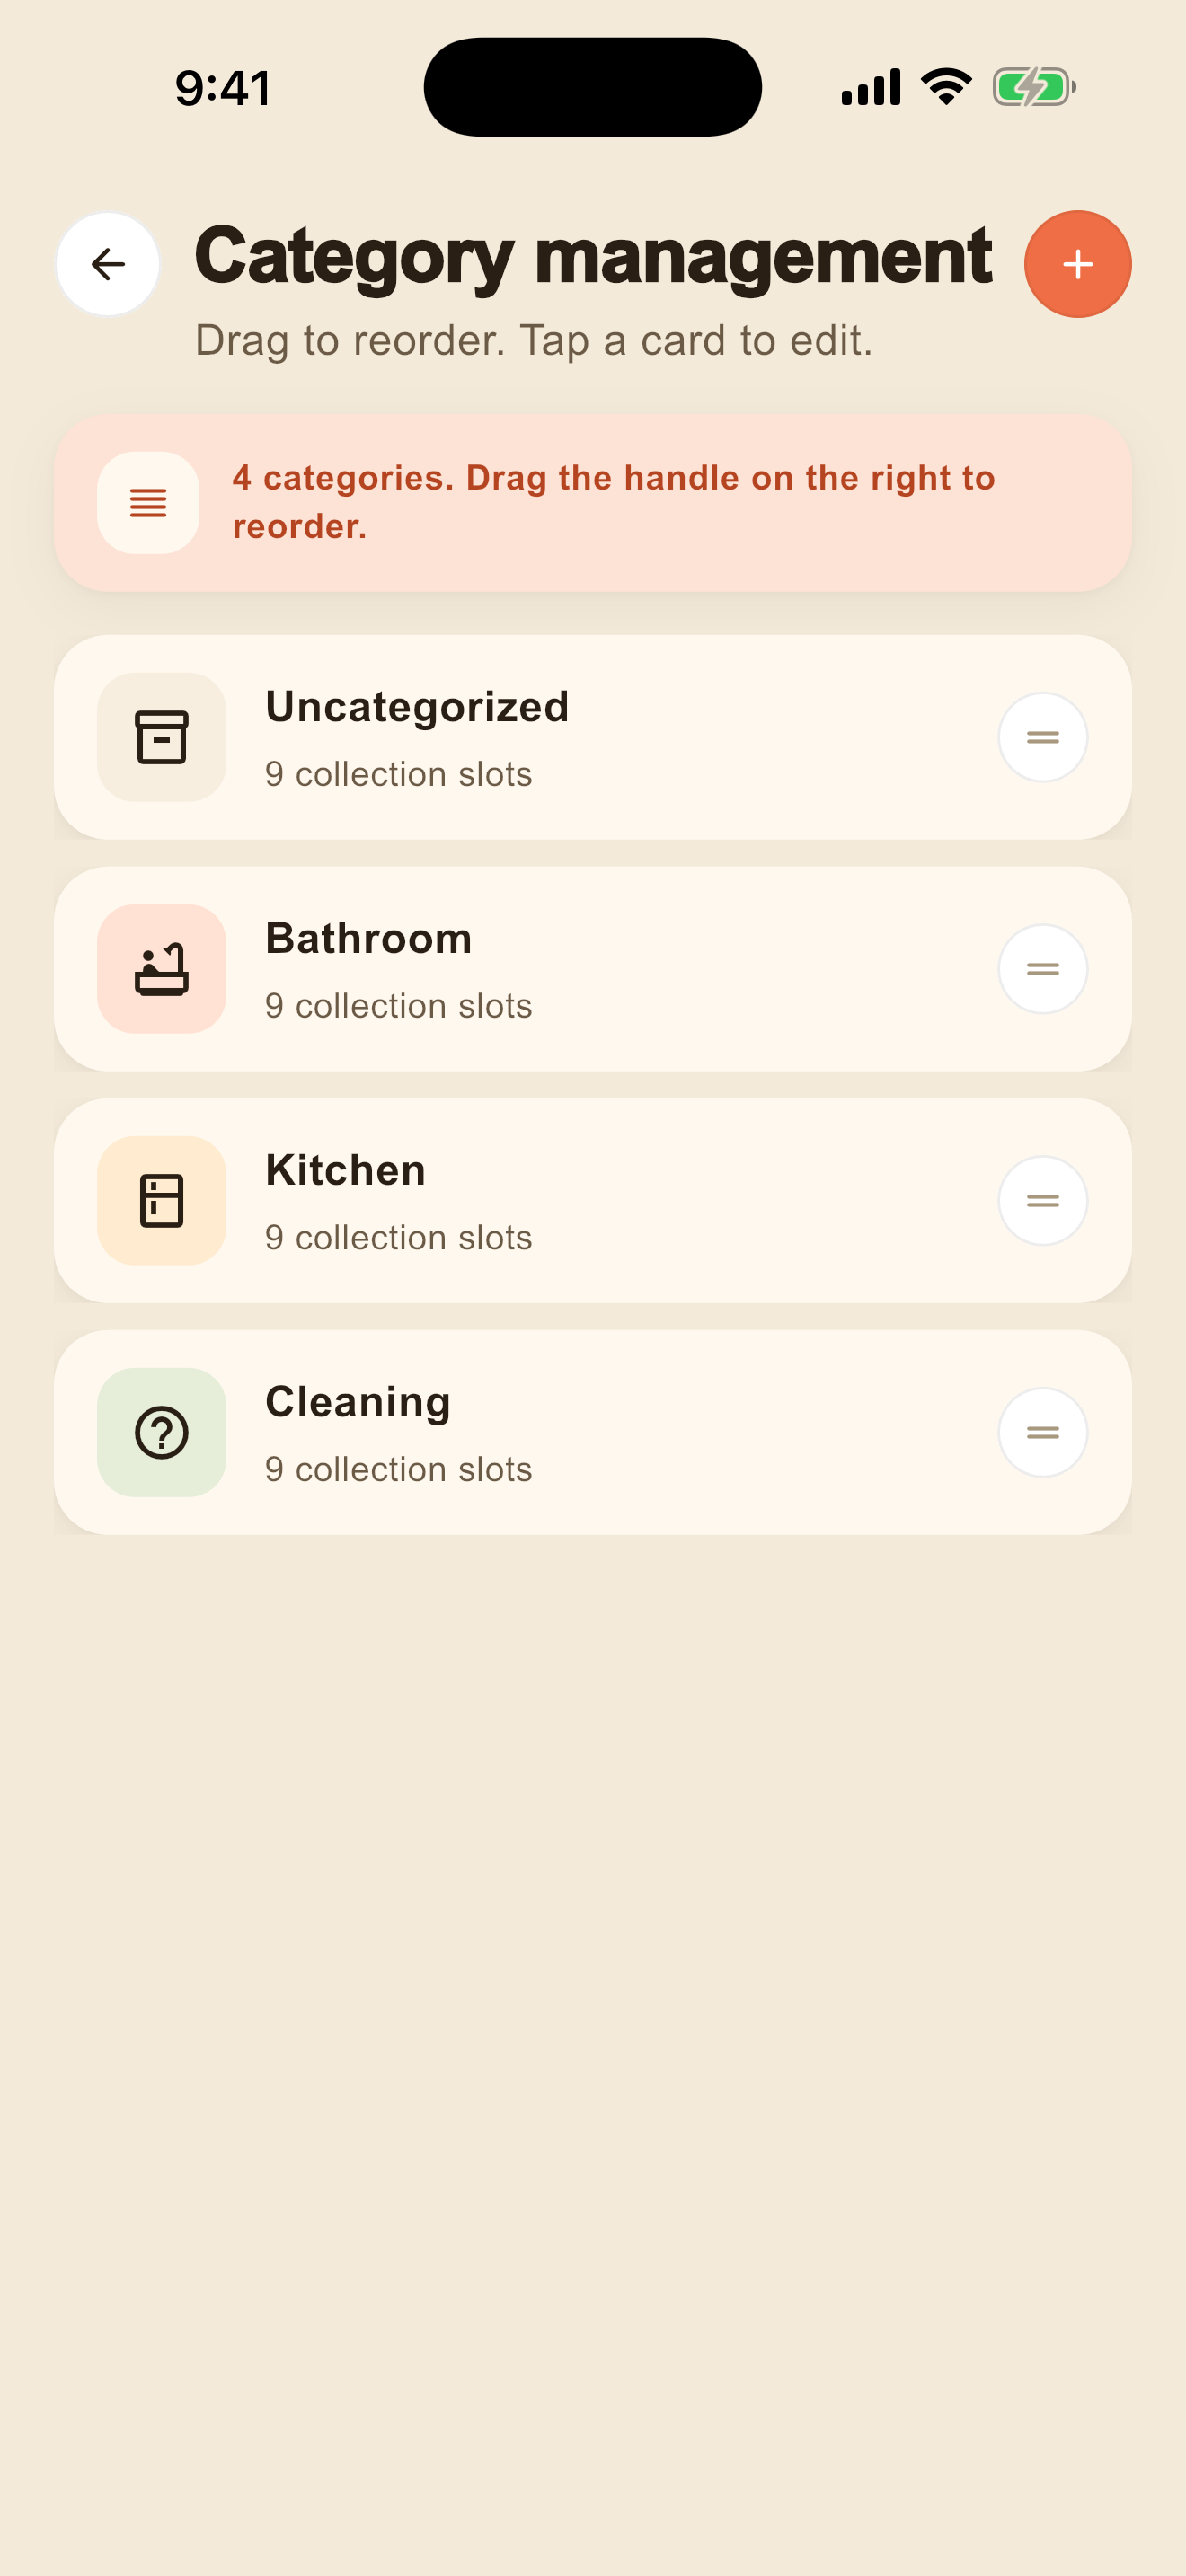 9:41
Category management
Drag to reorder. Tap a card to edit.
4 categories. Drag the handle on the right to
reorder.
Uncategorized
9 collection slots
Bathroom
9 collection slots
Kitchen
9 collection slots
Cleaning
9 collection slots